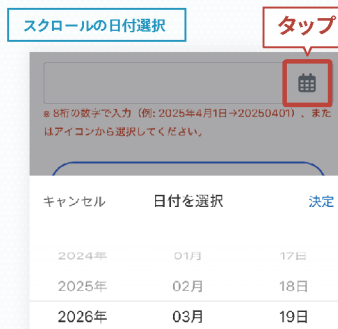 スクロールの日付選択
タップ
※ 8桁の数字で入力（例: 2025年4月1日→20250401）、また
はアイコンから選択してください。
キャンセル 日付を選択 決定
2024年 01月 17日
2025年 02月 18日
2026年 03月 19日